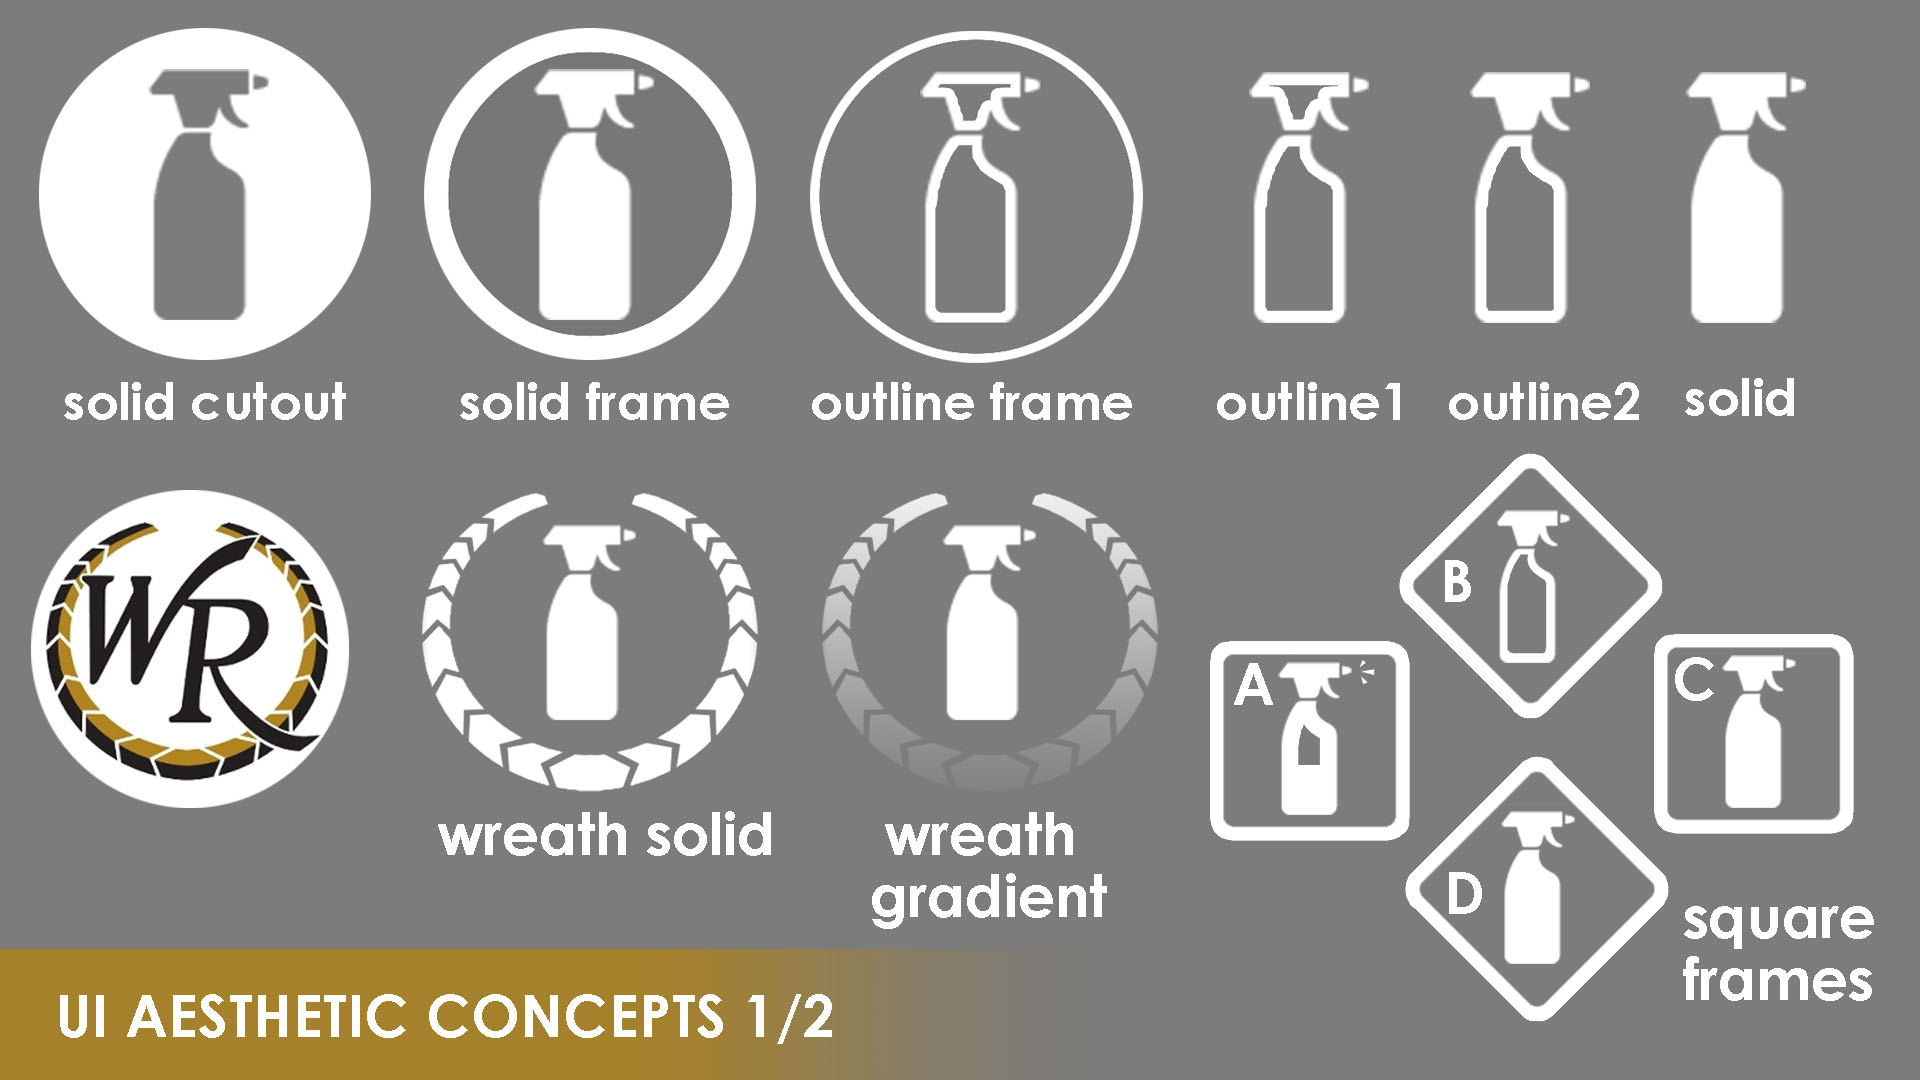 solid cutout
solid frame
outline frame
outline1
outline2
solid
WR
wreath solid
wreath
gradient
A
B
C
D
square
frames
UI AESTHETIC CONCEPTS 1/2